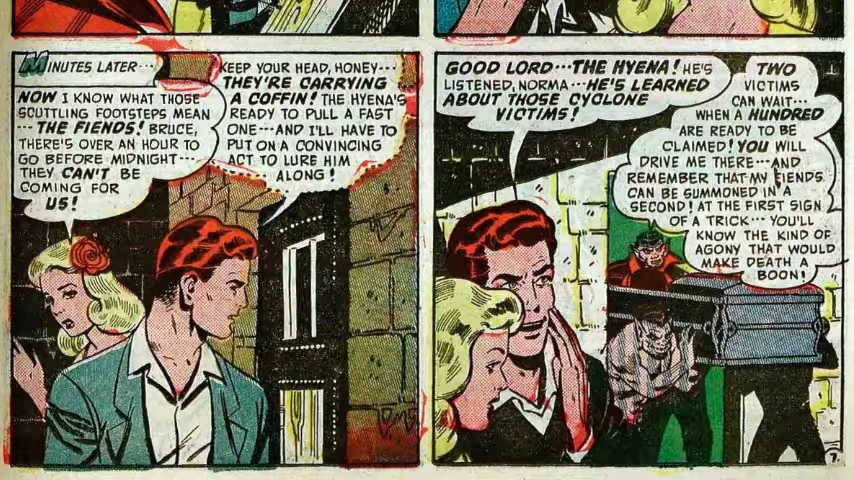 MINUTES LATER...
NOW I KNOW WHAT THOSE
SCUTTLING FOOTSTEPS MEAN
... THE FIENDS! BRUCE,
THERE'S OVER AN HOUR TO
GO BEFORE MIDNIGHT...
THEY CAN'T BE
COMING FOR
US!
KEEP YOUR HEAD, HONEY...
THEY'RE CARRYING
A COFFIN! THE HYENA'S
READY TO PULL A FAST
ONE...AND I'LL HAVE TO
PUT ON A CONVINCING
ACT TO LURE HIM
ALONG!
GOOD LORD...THE HYENA! HE'S
LISTENED, NORMA...HE'S LEARNED
ABOUT THOSE CYCLONE
VICTIMS!
TWO
VICTIMS
CAN WAIT...
WHEN A HUNDRED
ARE READY TO BE
CLAIMED! YOU WILL
DRIVE ME THERE...AND
REMEMBER THAT MY FIENDS
CAN BE SUMMONED IN A
SECOND! AT THE FIRST SIGN
OF A TRICK... YOU'LL
KNOW THE KIND OF
AGONY THAT WOULD
MAKE DEATH A
BOON!
7.